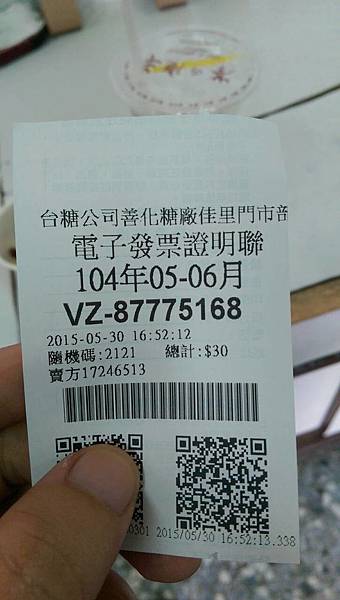 台糖公司善化糖廠佳里門市部
電子發票證明聯
104年05-06月
VZ-87775168
2015-05-30 16:52:12
隨機碼:2121 總計:$30
賣方17246513
0301 2015/05/30 16:52:13.338